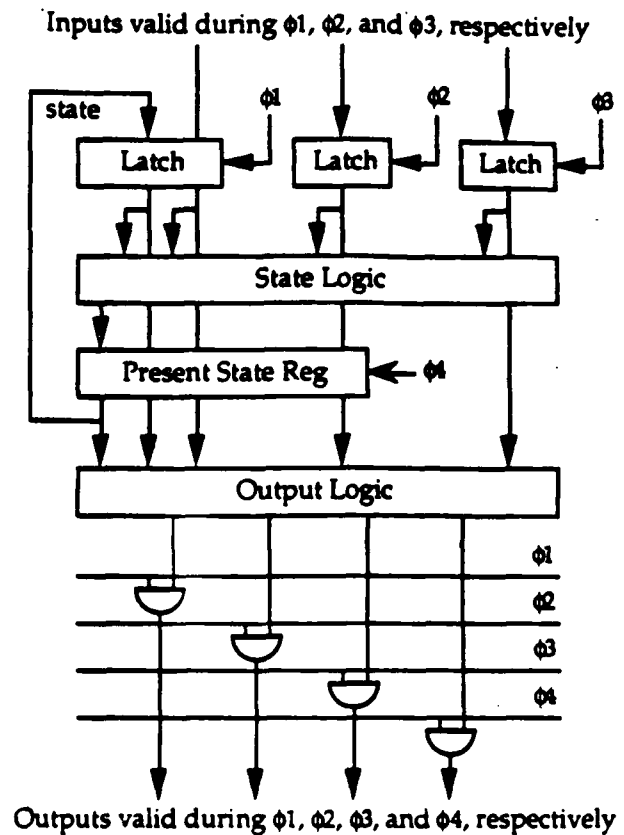 Inputs valid during ϕ1, ϕ2, and ϕ3, respectively
state
ϕ1
ϕ2
ϕ3
Latch
Latch
Latch
State Logic
Present State Reg
ϕ4
Output Logic
ϕ1
ϕ2
ϕ3
ϕ4
Outputs valid during ϕ1, ϕ2, ϕ3, and ϕ4, respectively